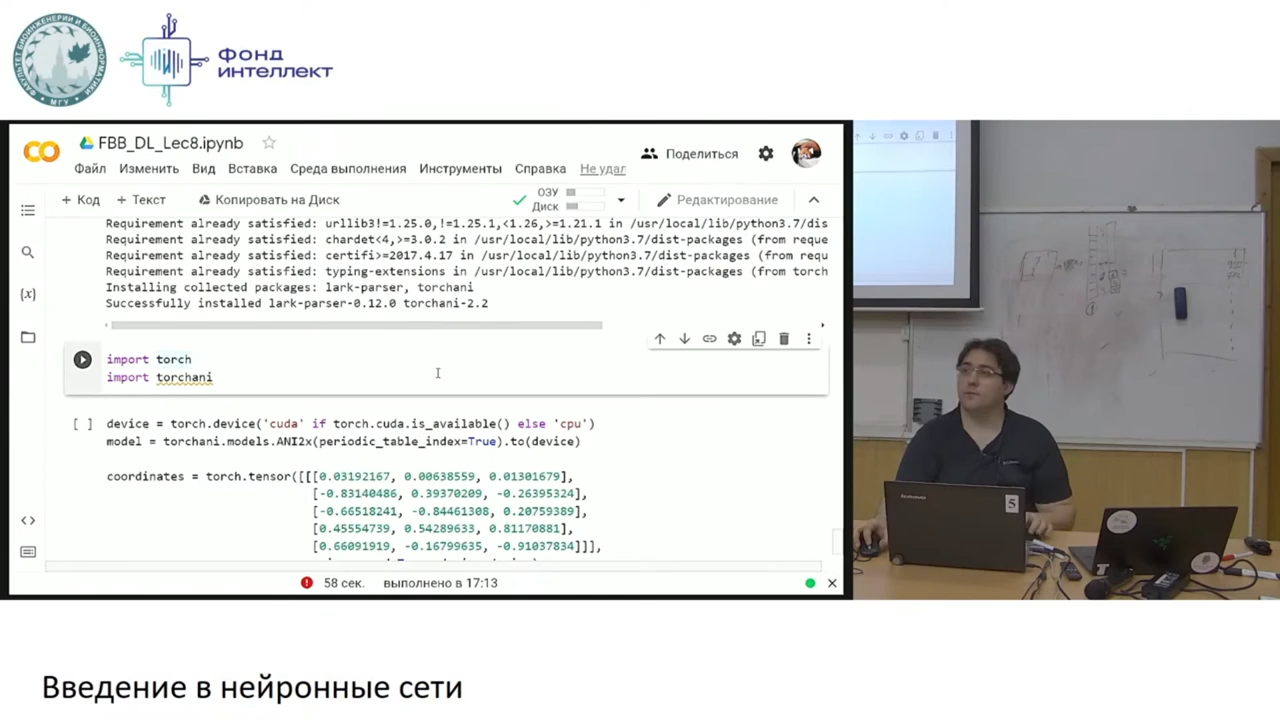 ФАКУЛЬТЕТ БИОИНЖЕНЕРИИ И БИОИНФОРМАТИКИ
МГУ
ФОНД
ИНТЕЛЛЕКТ
FBB_DL_Lec8.ipynb
Файл Изменить Вид Вставка Среда выполнения Инструменты Справка Не удал
Поделиться
+ Код + Текст Копировать на Диск
ОЗУ
Диск
Редактирование
Requirement already satisfied: urllib3!=1.25.0,!=1.25.1,<1.26,>=1.21.1 in /usr/local/lib/python3.7/dis
Requirement already satisfied: chardet<4,>=3.0.2 in /usr/local/lib/python3.7/dist-packages (from reque
Requirement already satisfied: certifi>=2017.4.17 in /usr/local/lib/python3.7/dist-packages (from requ
Requirement already satisfied: typing-extensions in /usr/local/lib/python3.7/dist-packages (from torch
Installing collected packages: lark-parser, torchani
Successfully installed lark-parser-0.12.0 torchani-2.2
import torch
import torchani
[ ] device = torch.device('cuda' if torch.cuda.is_available() else 'cpu')
model = torchani.models.ANI2x(periodic_table_index=True).to(device)
coordinates = torch.tensor([[[0.03192167, 0.00638559, 0.01301679],
[-0.83140486, 0.39370209, -0.26395324],
[-0.66518241, -0.84461308, 0.20759389],
[0.45554739, 0.54289633, 0.81170881],
[0.66091919, -0.16799635, -0.91037834]]],
58 сек. выполнено в 17:13
Lenovo
5
T
Введение в нейронные сети